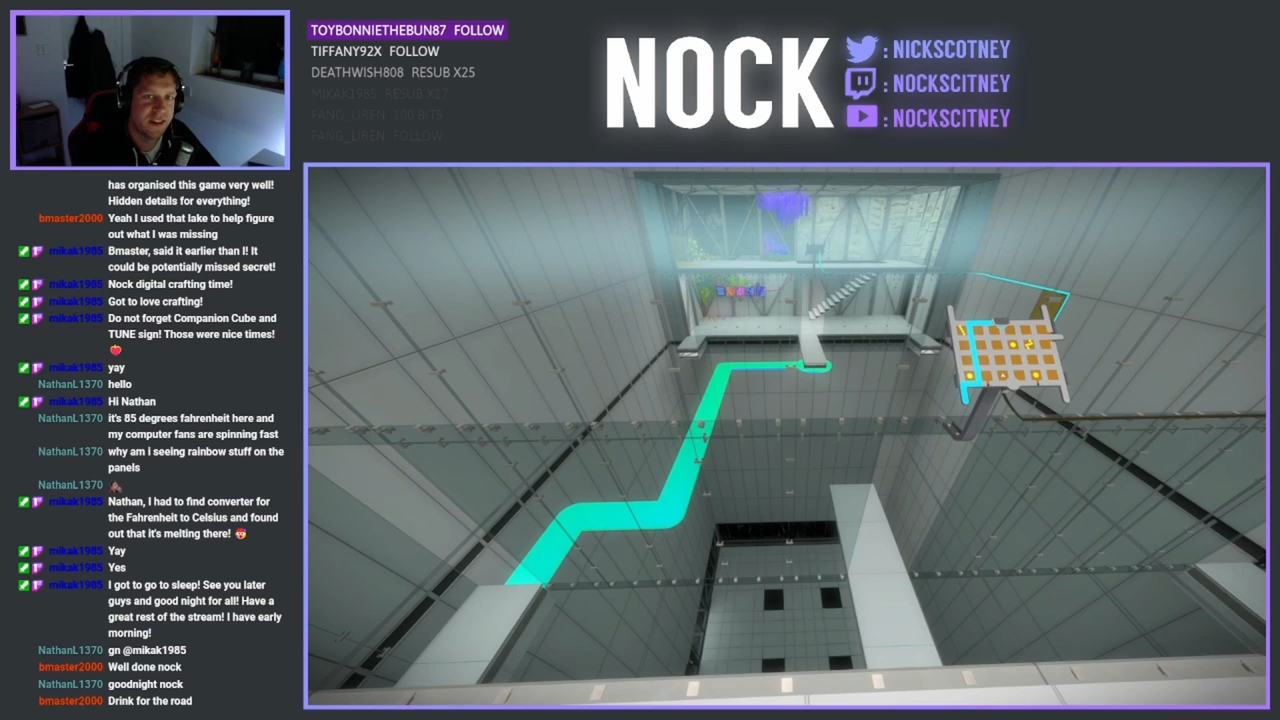 TOYBONNIETHEBUN87 FOLLOW
TIFFANY92X FOLLOW
DEATHWISH808 RESUB X25
MIKAK1985 RESUB X17
FANG_LIREN 100 BITS
FANG_LIREN FOLLOW
NOCK
: NICKSCOTNEY
: NOCKSCITNEY
: NOCKSCITNEY
has organised this game very well!
Hidden details for everything!
bmaster2000 Yeah I used that lake to help figure
out what I was missing
mikak1985 Bmaster, said it earlier than I! It
could be potentially missed secret!
mikak1985 Nock digital crafting time!
mikak1985 Got to love crafting!
mikak1985 Do not forget Companion Cube and
TUNE sign! Those were nice times!
mikak1985 yay
NathanL1370 hello
mikak1985 Hi Nathan
NathanL1370 it's 85 degrees fahrenheit here and
my computer fans are spinning fast
NathanL1370 why am i seeing rainbow stuff on the
panels
NathanL1370
mikak1985 Nathan, I had to find converter for
the Fahrenheit to Celsius and found
out that it's melting there!
mikak1985 Yay
mikak1985 Yes
mikak1985 I got to go to sleep! See you later
guys and good night for all! Have a
great rest of the stream! I have early
morning!
NathanL1370 gn @mikak1985
bmaster2000 Well done nock
NathanL1370 goodnight nock
bmaster2000 Drink for the road